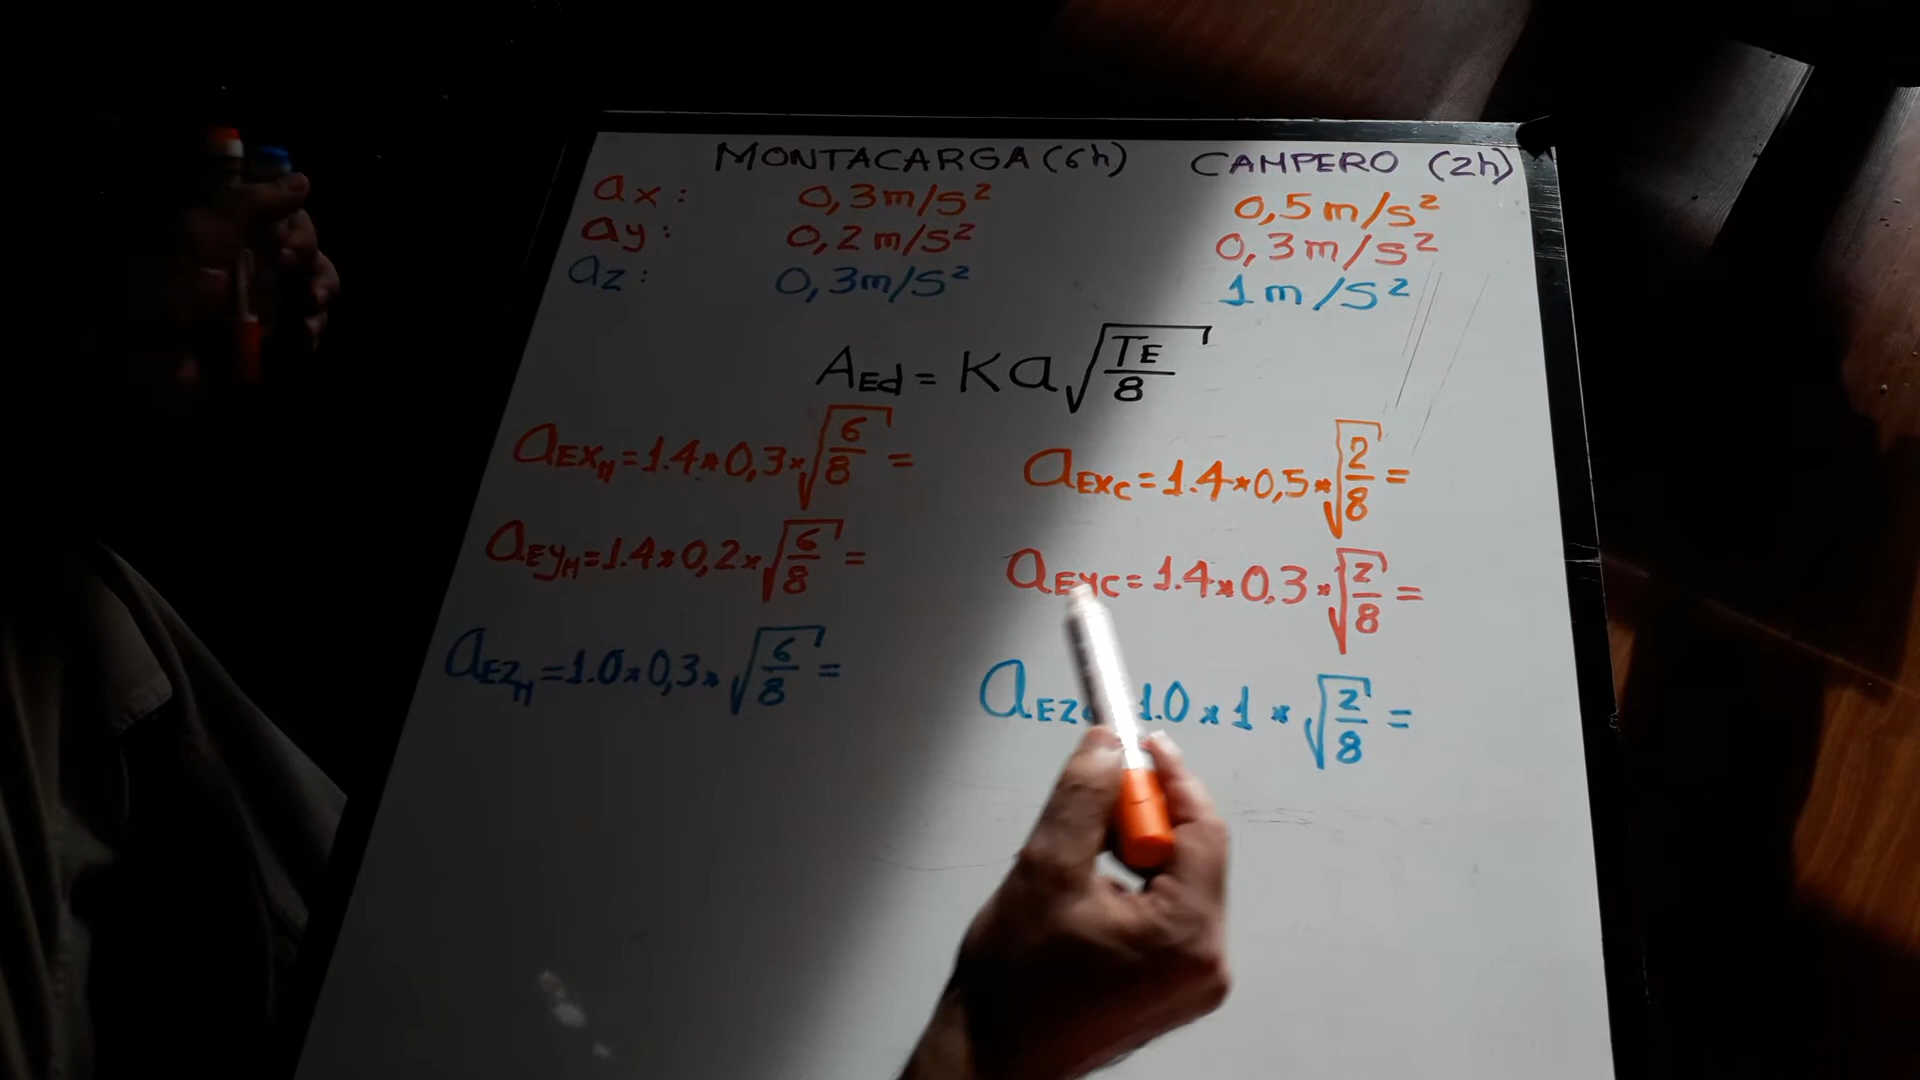 MONTACARGA (6h) CAMPERO (2h)
ax: 0,3m/s² 0,5m/s²
ay: 0,2m/s² 0,3m/s²
az: 0,3m/s² 1m/s²
AEd = Ka√(TE/8)
aExM = 1.4*0,3*√(6/8) = aExC = 1.4*0,5*√(2/8) =
aEyM = 1.4*0,2*√(6/8) = aEyC = 1.4*0,3*√(2/8) =
aEzM = 1.0*0,3*√(6/8) = aEz 1.0*1*√(2/8) =